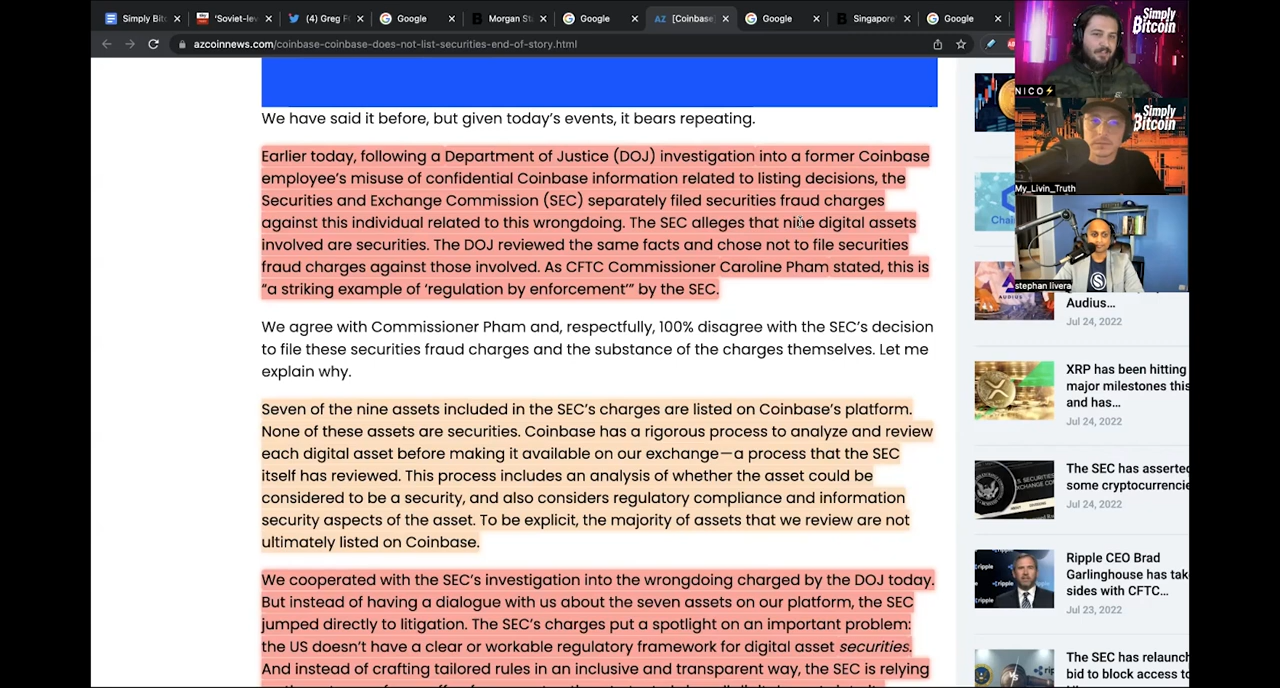 Simply Bit
'Soviet-lev
(4) Greg F
Google
Morgan St
Google
AZ [Coinbase]
Google
Singapore
Google
azcoinnews.com/coinbase-coinbase-does-not-list-securities-end-of-story.html
Simply
Bitcoin
NICO⚡
Simply
Bitcoin
My_Livin_Truth
stephan livera
We have said it before, but given today's events, it bears repeating.
Earlier today, following a Department of Justice (DOJ) investigation into a former Coinbase
employee's misuse of confidential Coinbase information related to listing decisions, the
Securities and Exchange Commission (SEC) separately filed securities fraud charges
against this individual related to this wrongdoing. The SEC alleges that nine digital assets
involved are securities. The DOJ reviewed the same facts and chose not to file securities
fraud charges against those involved. As CFTC Commissioner Caroline Pham stated, this is
"a striking example of 'regulation by enforcement'" by the SEC.
We agree with Commissioner Pham and, respectfully, 100% disagree with the SEC's decision
to file these securities fraud charges and the substance of the charges themselves. Let me
explain why.
Seven of the nine assets included in the SEC's charges are listed on Coinbase's platform.
None of these assets are securities. Coinbase has a rigorous process to analyze and review
each digital asset before making it available on our exchange—a process that the SEC
itself has reviewed. This process includes an analysis of whether the asset could be
considered to be a security, and also considers regulatory compliance and information
security aspects of the asset. To be explicit, the majority of assets that we review are not
ultimately listed on Coinbase.
We cooperated with the SEC's investigation into the wrongdoing charged by the DOJ today.
But instead of having a dialogue with us about the seven assets on our platform, the SEC
jumped directly to litigation. The SEC's charges put a spotlight on an important problem:
the US doesn't have a clear or workable regulatory framework for digital asset securities.
And instead of crafting tailored rules in an inclusive and transparent way, the SEC is relying
Chai
AUDIUS
Audius...
Jul 24, 2022
XRP has been hitting
major milestones this
and has...
Jul 24, 2022
The SEC has asserted
some cryptocurrencie
Jul 24, 2022
ripple
Ripple CEO Brad
Garlinghouse has tak
sides with CFTC...
Jul 23, 2022
The SEC has relaunch
bid to block access to